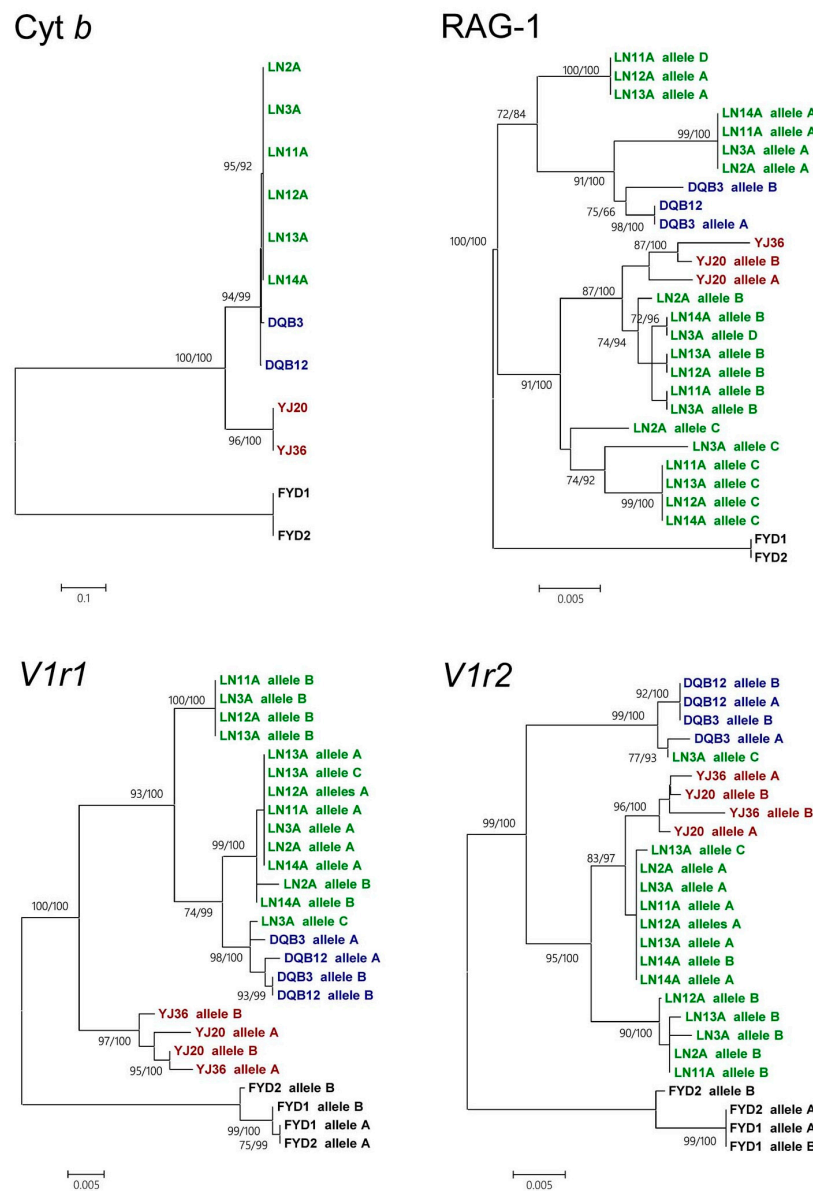 Cyt b
LN2A
LN3A
LN11A
95/92
LN12A
LN13A
LN14A
94/99
DQB3
100/100
DQB12
YJ20
96/100
YJ36
FYD1
FYD2
0.1
RAG-1
LN11A allele D
100/100
LN12A allele A
LN13A allele A
72/84
LN14A allele A
99/100
LN11A allele A
LN3A allele A
LN2A allele A
91/100
DQB3 allele B
75/66
DQB12
98/100
DQB3 allele A
100/100
87/100
YJ36
YJ20 allele B
YJ20 allele A
87/100
LN2A allele B
72/96
LN14A allele B
LN3A allele D
74/94
LN13A allele B
LN12A allele B
91/100
LN11A allele B
LN3A allele B
LN2A allele C
LN3A allele C
74/92
LN11A allele C
LN13A allele C
99/100
LN12A allele C
LN14A allele C
FYD1
FYD2
0.005
V1r1
LN11A allele B
100/100
LN3A allele B
LN12A allele B
LN13A allele B
LN13A allele A
LN13A allele C
93/100
LN12A alleles A
LN11A allele A
LN3A allele A
99/100
LN2A allele A
LN14A allele A
LN2A allele B
74/99
LN14A allele B
100/100
LN3A allele C
DQB3 allele A
98/100
DQB12 allele A
DQB3 allele B
93/99
DQB12 allele B
YJ36 allele B
97/100
YJ20 allele A
YJ20 allele B
95/100
YJ36 allele A
FYD2 allele B
FYD1 allele B
99/100
FYD1 allele A
75/99
FYD2 allele A
0.005
V1r2
DQB12 allele B
92/100
DQB12 allele A
99/100
DQB3 allele B
DQB3 allele A
77/93
LN3A allele C
YJ36 allele A
YJ20 allele B
96/100
YJ36 allele B
99/100
YJ20 allele A
83/97
LN13A allele C
LN2A allele A
LN3A allele A
LN11A allele A
LN12A alleles A
LN13A allele A
95/100
LN14A allele B
LN14A allele A
LN12A allele B
LN13A allele B
90/100
LN3A allele B
LN2A allele B
LN11A allele B
FYD2 allele B
FYD2 allele A
FYD1 allele A
99/100
FYD1 allele B
0.005